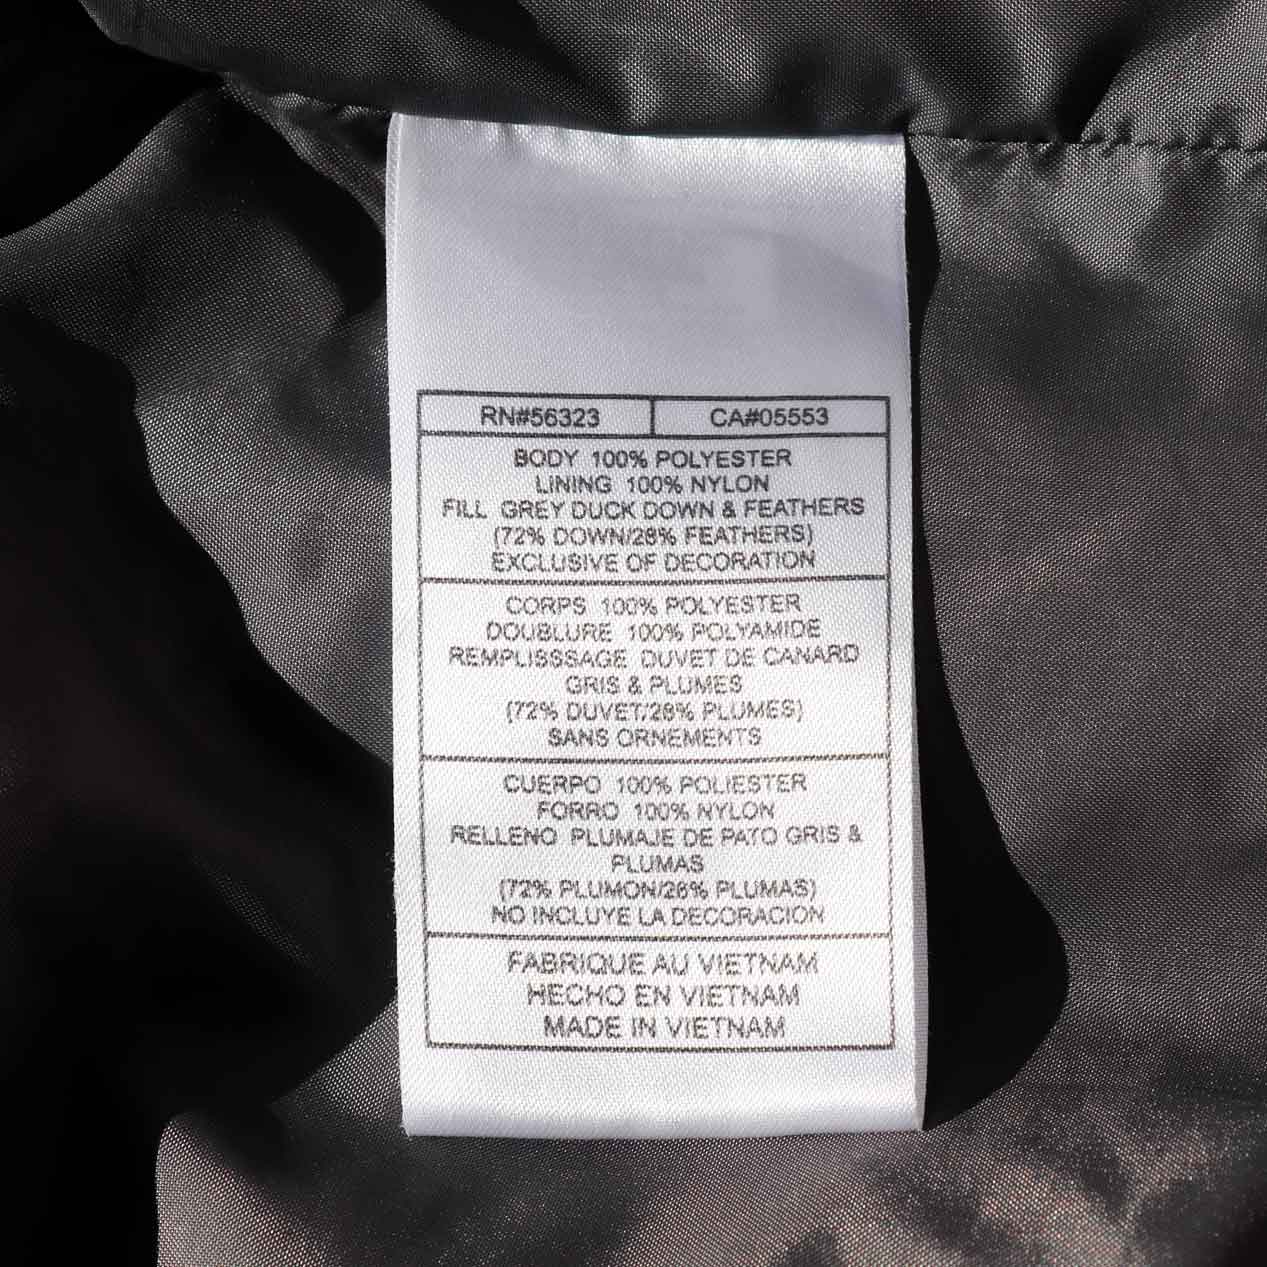 RN#56323 CA#05553
BODY 100% POLYESTER
LINING 100% NYLON
FILL GREY DUCK DOWN & FEATHERS
(72% DOWN/28% FEATHERS)
EXCLUSIVE OF DECORATION
CORPS 100% POLYESTER
DOUBLURE 100% POLYAMIDE
REMPLISSSAGE DUVET DE CANARD
GRIS & PLUMES
(72% DUVET/28% PLUMES)
SANS ORNEMENTS
CUERPO 100% POLIESTER
FORRO 100% NYLON
RELLENO PLUMAJE DE PATO GRIS &
PLUMAS
(72% PLUMON/28% PLUMAS)
NO INCLUYE LA DECORACION
FABRIQUE AU VIETNAM
HECHO EN VIETNAM
MADE IN VIETNAM